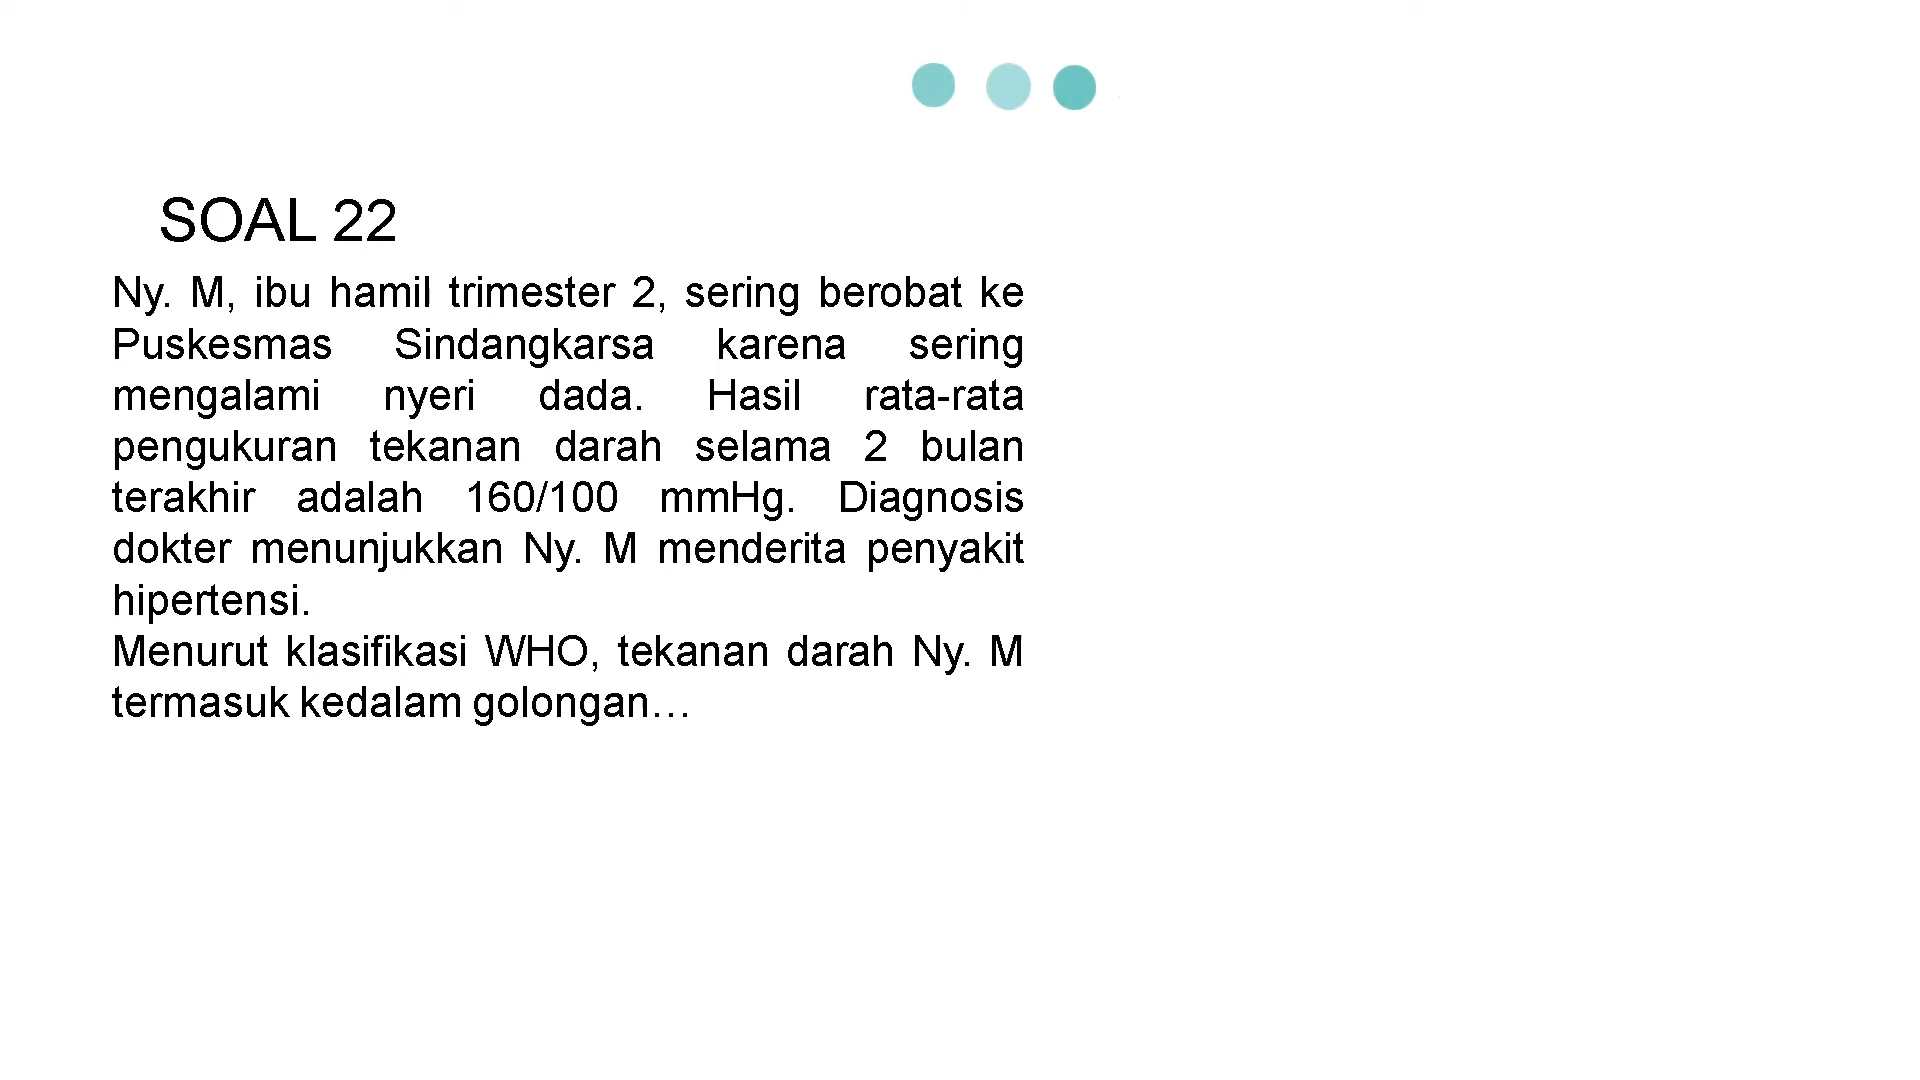 SOAL 22
Ny. M, ibu hamil trimester 2, sering berobat ke
Puskesmas Sindangkarsa karena sering
mengalami nyeri dada. Hasil rata-rata
pengukuran tekanan darah selama 2 bulan
terakhir adalah 160/100 mmHg. Diagnosis
dokter menunjukkan Ny. M menderita penyakit
hipertensi.
Menurut klasifikasi WHO, tekanan darah Ny. M
termasuk kedalam golongan…